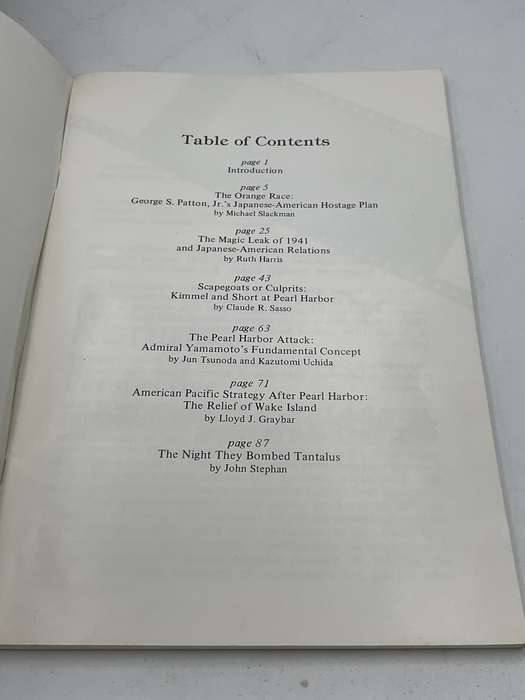 Table of Contents
page 1
Introduction
page 5
The Orange Race:
George S. Patton, Jr.'s Japanese-American Hostage Plan
by Michael Slackman
page 25
The Magic Leak of 1941
and Japanese-American Relations
by Ruth Harris
page 43
Scapegoats or Culprits:
Kimmel and Short at Pearl Harbor
by Claude R. Sasso
page 63
The Pearl Harbor Attack:
Admiral Yamamoto's Fundamental Concept
by Jun Tsunoda and Kazutomi Uchida
page 71
American Pacific Strategy After Pearl Harbor:
The Relief of Wake Island
by Lloyd J. Graybar
page 87
The Night They Bombed Tantalus
by John Stephan